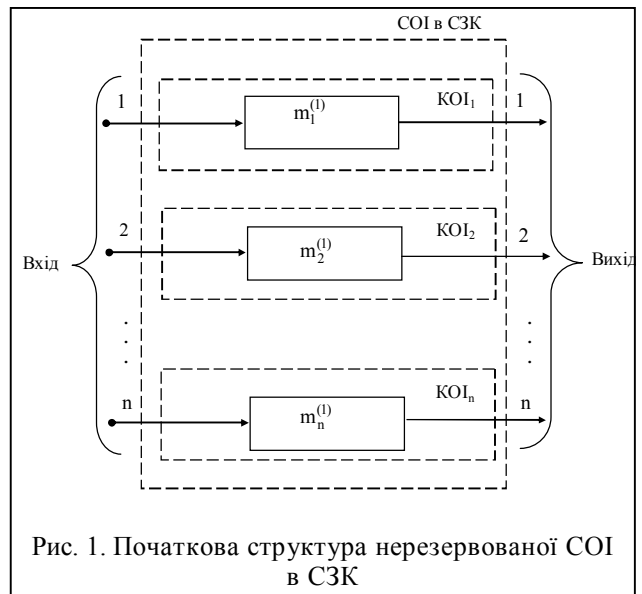 СОІ в СЗК
1 m₁⁽¹⁾ КОІ₁ 1
2 m₂⁽¹⁾ КОІ₂ 2
Вхід Вихід
. . . . . .
n mₙ⁽¹⁾ КОІₙ n
Рис. 1. Початкова структура нерезервованої СОІ
в СЗК